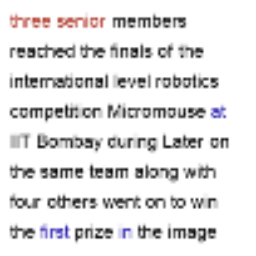 three senior members
reached the finals of the
international level robotics
competition Micromouse at
IIT Bombay during Later on
the same team along with
four others went on to win
the first prize in the image